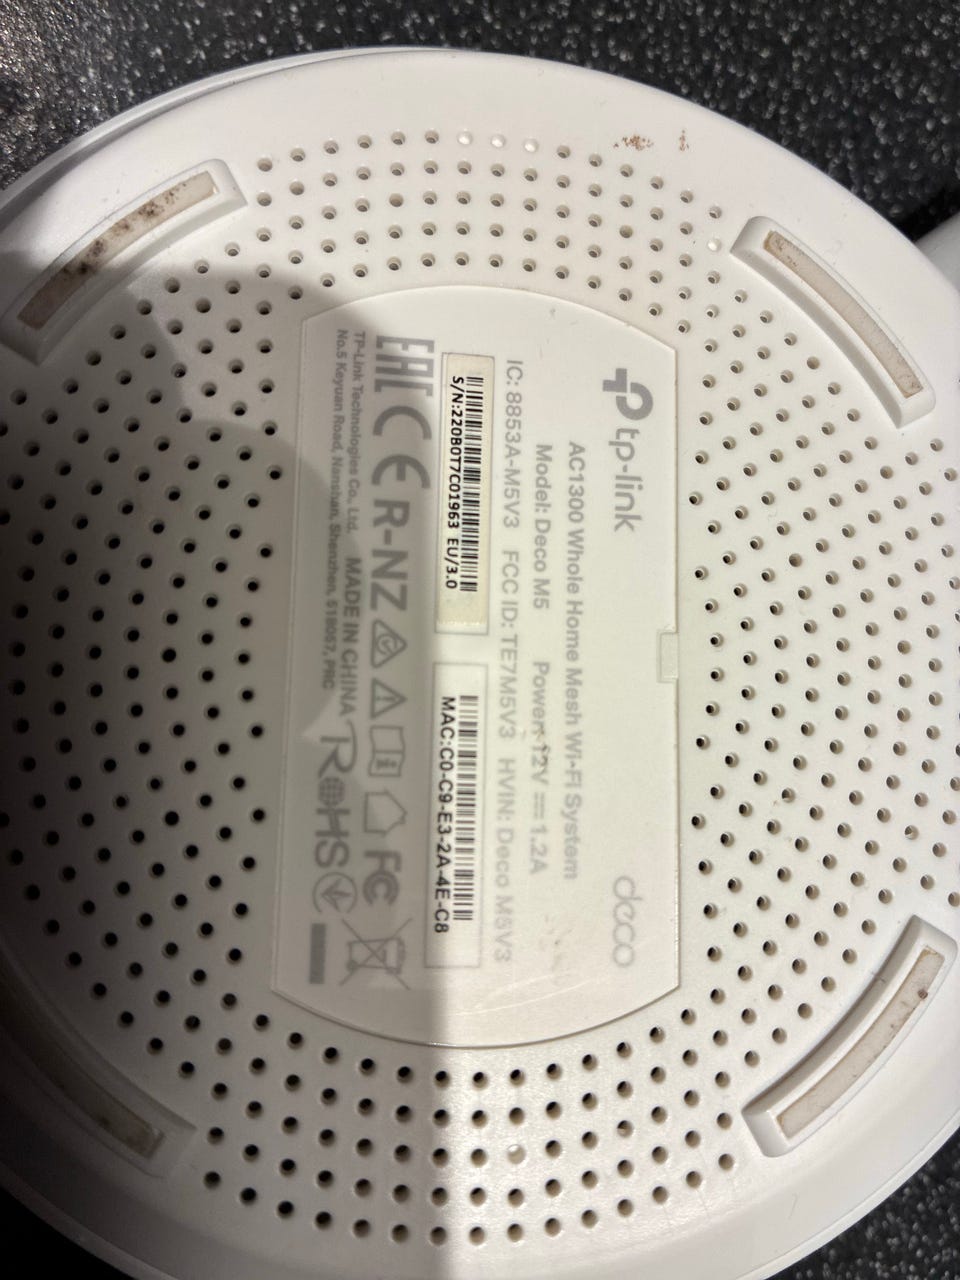 tp-link
deco
AC1300 Whole Home Mesh Wi-Fi System
Model: Deco M5 Power: 12V ⎓ 1.2A
IC: 8853A-M5V3 FCC ID: TE7M5V3 HVIN: Deco M5V3
S/N:220B0T7C01963 EU/3.0
MAC:C0-C9-E3-2A-4E-C8
EAC CE R-NZ FC
TP-Link Technologies Co., Ltd. MADE IN CHINA
No.5 Keyuan Road, Nanshan, Shenzhen, 518057, PRC
RoHS